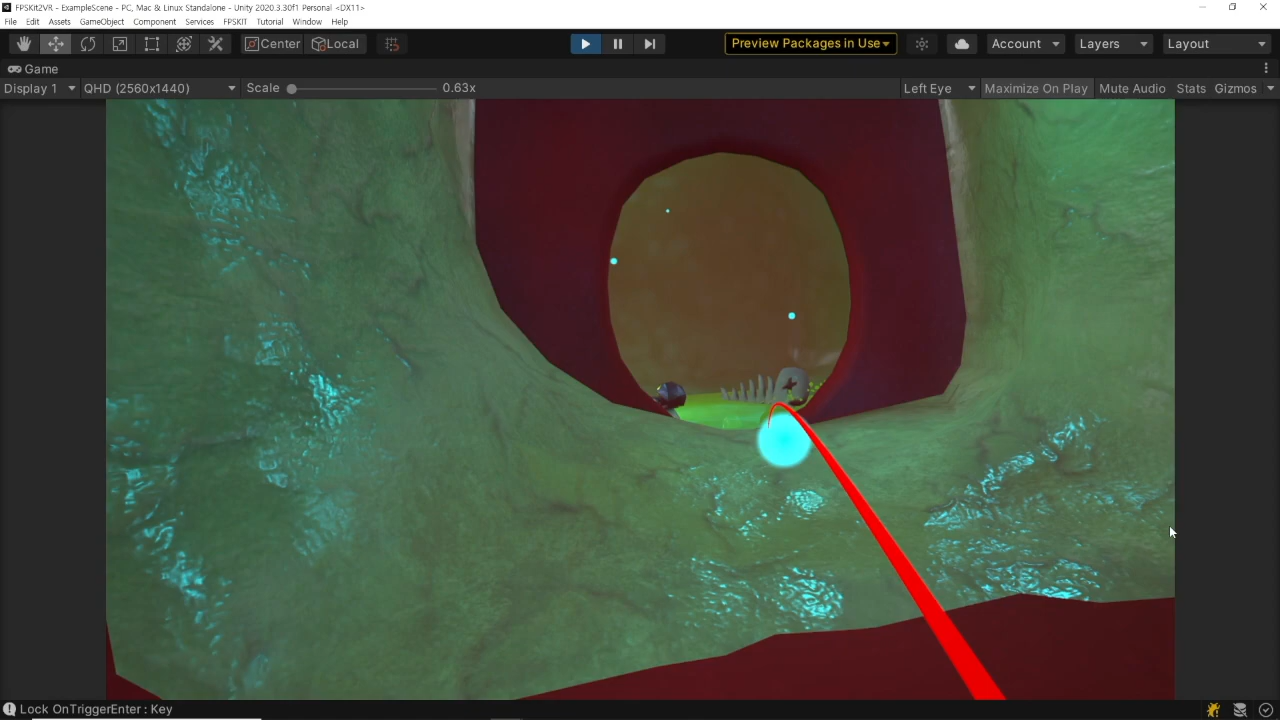 FPSKit2VR - ExampleScene - PC, Mac & Linux Standalone - Unity 2020.3.30f1 Personal <DX11>
File Edit Assets GameObject Component Services FPSKIT Tutorial Window Help
Center Local Preview Packages in Use Account Layers Layout
Game
Display 1 QHD (2560x1440) Scale 0.63x Left Eye Maximize On Play Mute Audio Stats Gizmos
Lock OnTriggerEnter : Key